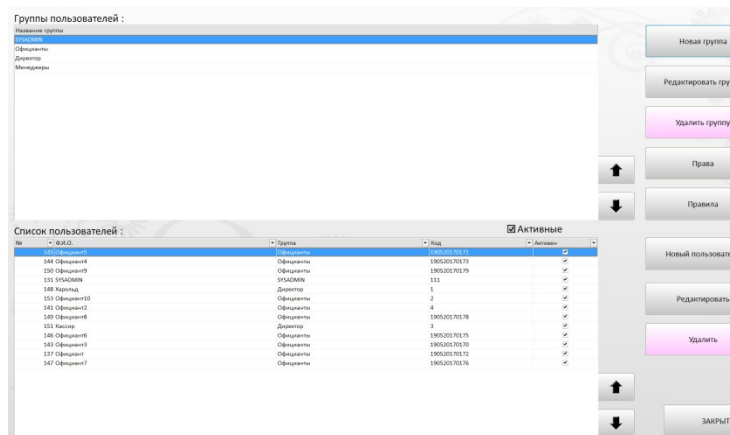 Группы пользователей :
Название группы
SYSADMIN
Официанты
Директор
Менеджеры
Новая группа
Редактировать гру
Удалить группу
Права
Правила
Список пользователей :
Активные
№ Ф.И.О. Группа Код Активен
145 Официант5 Официанты 190520170171
144 Официант4 Официанты 190520170173
150 Официант9 Официанты 190520170179
131 SYSADMIN SYSADMIN 111
148 Харольд Директор 1
153 Официант10 Официанты 2
141 Официант2 Официанты 4
149 Официант8 Официанты 190520170178
151 Кассир Директор 3
146 Официант6 Официанты 190520170175
143 Официант3 Официанты 190520170170
137 Официант Официанты 190520170172
147 Официант7 Официанты 190520170176
Новый пользовате
Редактировать
Удалить
ЗАКРЫТ